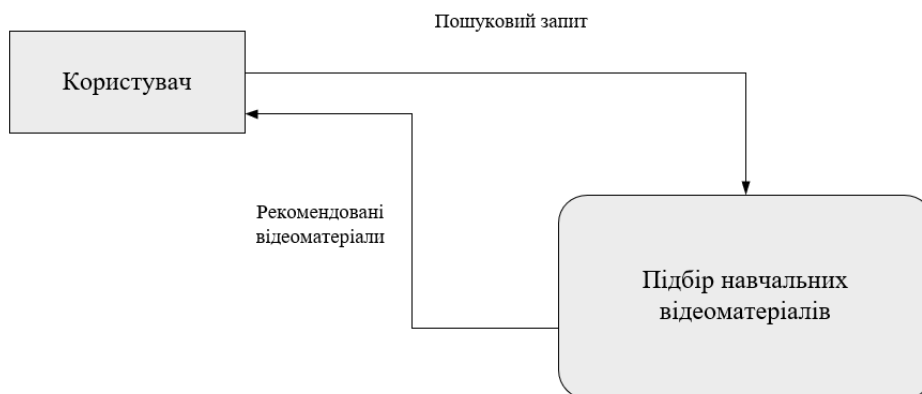 Пошуковий запит
Користувач
Рекомендовані
відеоматеріали
Підбір навчальних
відеоматеріалів